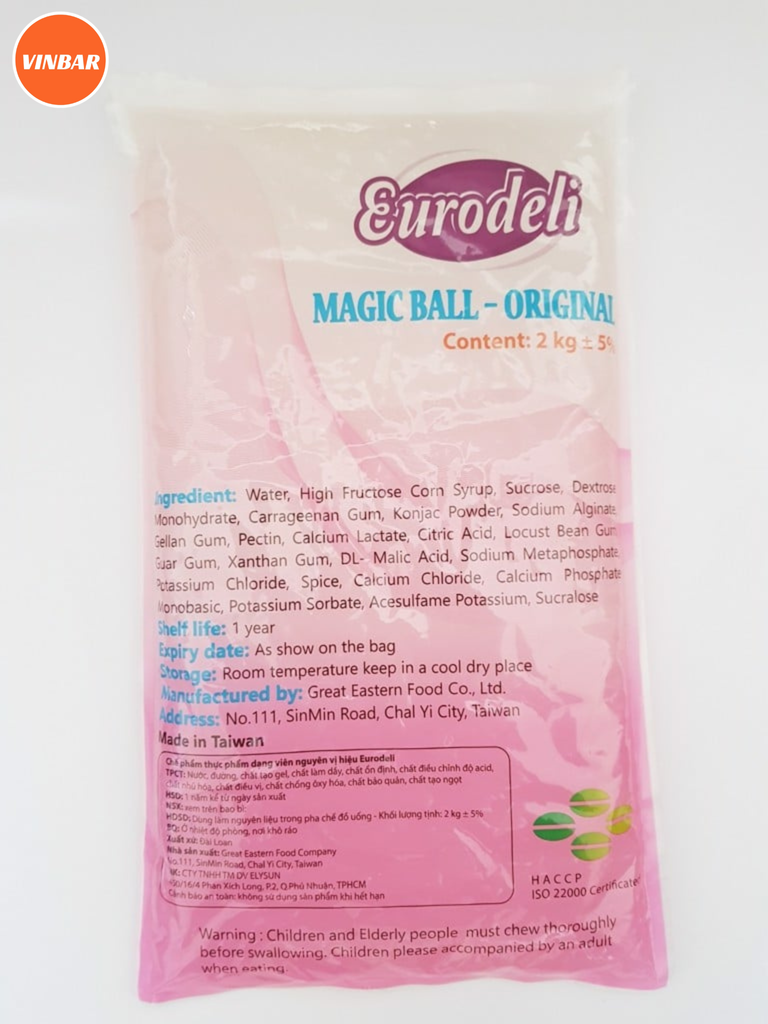 VINBAR
Eurodeli
MAGIC BALL - ORIGINAL
Content: 2 kg ± 5%
Ingredient: Water, High Fructose Corn Syrup, Sucrose, Dextrose
Monohydrate, Carrageenan Gum, Konjac Powder, Sodium Alginate,
Gellan Gum, Pectin, Calcium Lactate, Citric Acid, Locust Bean Gum
Guar Gum, Xanthan Gum, DL- Malic Acid, Sodium Metaphosphate,
Potassium Chloride, Spice, Calcium Chloride, Calcium Phosphate
Monobasic, Potassium Sorbate, Acesulfame Potassium, Sucralose
Shelf life: 1 year
Expiry date: As show on the bag
Storage: Room temperature keep in a cool dry place
Manufactured by: Great Eastern Food Co., Ltd.
Address: No.111, SinMin Road, Chal Yi City, Taiwan
Made in Taiwan
Chế phẩm thực phẩm dạng viên nguyên vị hiệu Eurodeli
TPCT: Nước, đường, chất tạo gel, chất làm dầy, chất ổn định, chất điều chỉnh độ acid,
chất nhũ hóa, chất điều vị, chất chống ôxy hóa, chất bảo quản, chất tạo ngọt
HSD: 1 năm kể từ ngày sản xuất
NSX: xem trên bao bì
HDSD: Dùng làm nguyên liệu trong pha chế đồ uống - Khối lượng tịnh: 2 kg ± 5%
BQ: Ở nhiệt độ phòng, nơi khô ráo
Xuất xứ: Đài Loan
Nhà sản xuất: Great Eastern Food Company
No.111, SinMin Road, Chal Yi City, Taiwan
NK: CTY TNHH TM DV ELYSUN
Phan Xích Long, P.2, Q.Phú Nhuận, TPHCM
Cảnh báo an toàn: không sử dụng sản phẩm khi hết hạn
HACCP
ISO 22000 Certificate
Warning : Children and Elderly people must chew thoroughly
before swallowing. Children please accompanied by an adult
when eating.